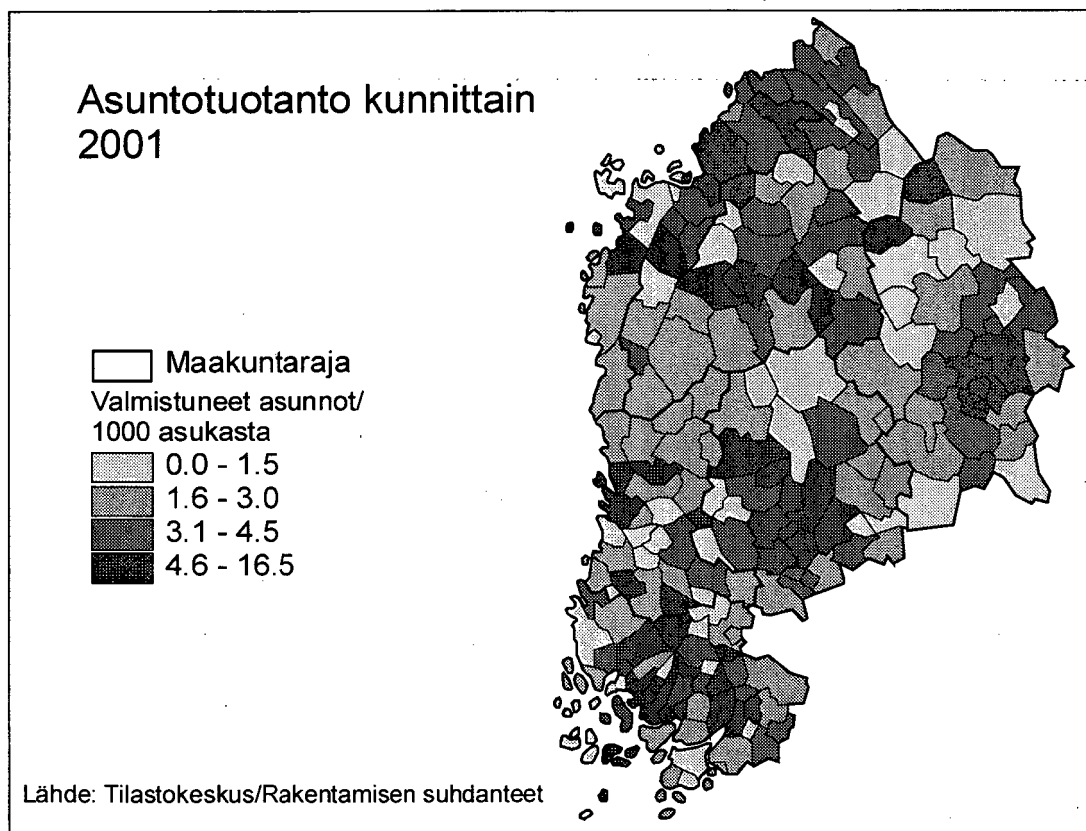 Asuntotuotanto kunnittain
2001
Maakuntaraja
Valmistuneet asunnot/
1000 asukasta
0.0 - 1.5
1.6 - 3.0
3.1 - 4.5
4.6 - 16.5
Lähde: Tilastokeskus/Rakentamisen suhdanteet